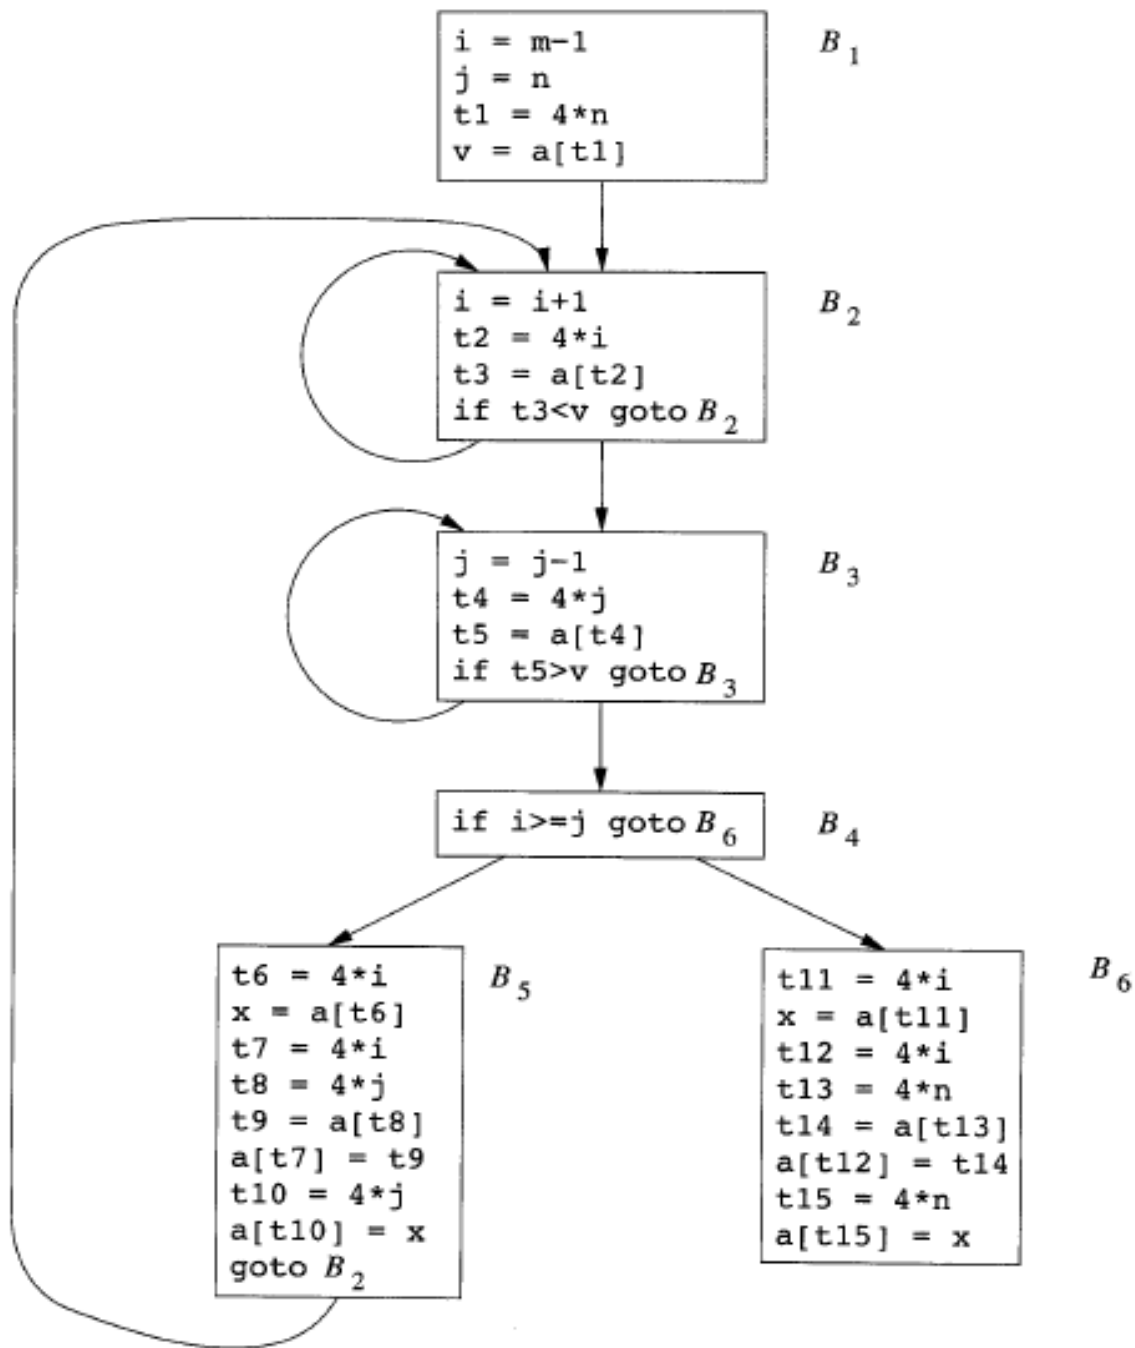 i = m-1
j = n
t1 = 4*n
v = a[t1]
B1
i = i+1
t2 = 4*i
t3 = a[t2]
if t3<v goto B2
B2
j = j-1
t4 = 4*j
t5 = a[t4]
if t5>v goto B3
B3
if i>=j goto B6
B4
t6 = 4*i
x = a[t6]
t7 = 4*i
t8 = 4*j
t9 = a[t8]
a[t7] = t9
t10 = 4*j
a[t10] = x
goto B2
B5
t11 = 4*i
x = a[t11]
t12 = 4*i
t13 = 4*n
t14 = a[t13]
a[t12] = t14
t15 = 4*n
a[t15] = x
B6